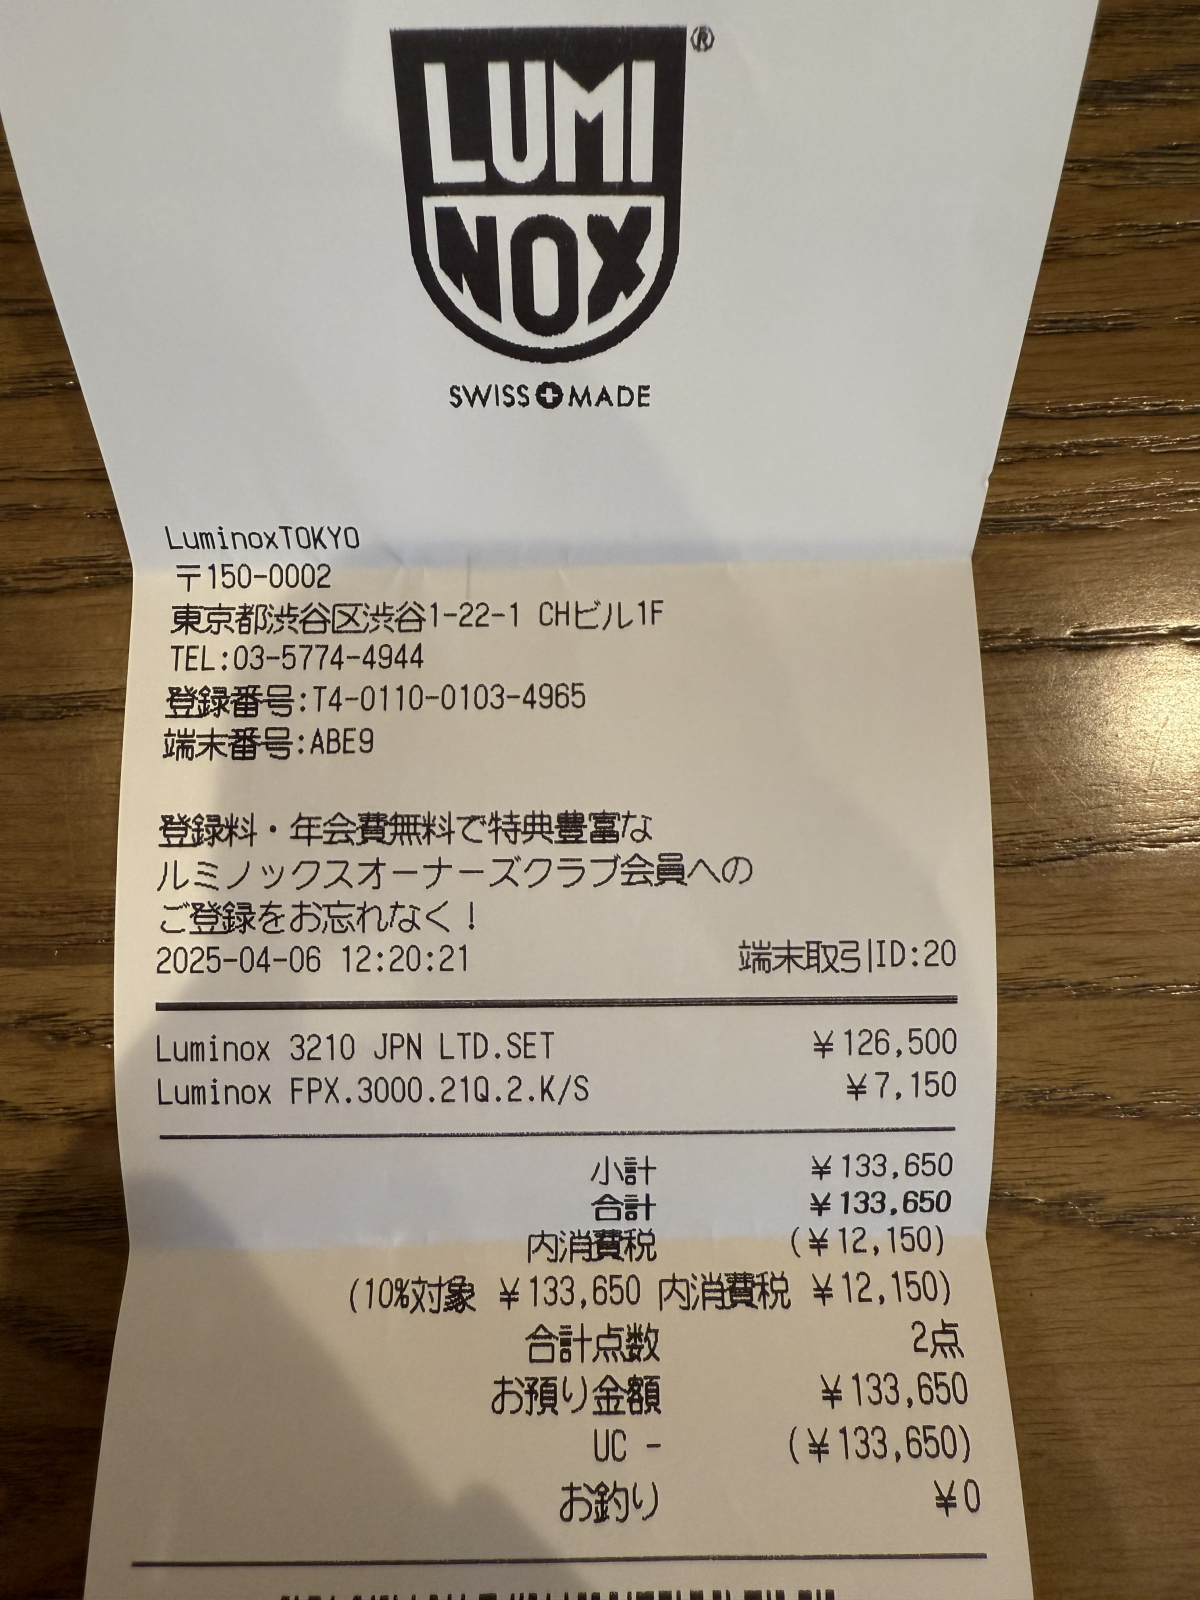 LUMI
NOX
®
SWISS MADE
LuminoxTOKYO
〒150-0002
東京都渋谷区渋谷1-22-1 CHビル1F
TEL:03-5774-4944
登録番号:T4-0110-0103-4965
端末番号:ABE9
登録料・年会費無料で特典豊富な
ルミノックスオーナーズクラブ会員への
ご登録をお忘れなく!
2025-04-06 12:20:21 端末取引ID:20
Luminox 3210 JPN LTD.SET ¥126,500
Luminox FPX.3000.21Q.2.K/S ¥7,150
小計 ¥133,650
合計 ¥133,650
内消費税 (¥12,150)
(10%対象 ¥133,650 内消費税 ¥12,150)
合計点数 2点
お預り金額 ¥133,650
UC - (¥133,650)
お釣り ¥0